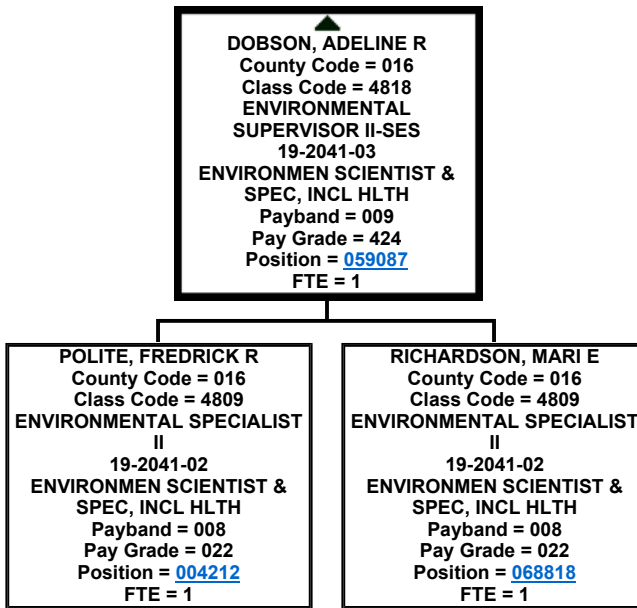 DOBSON, ADELINE R
County Code = 016
Class Code = 4818
ENVIRONMENTAL
SUPERVISOR II-SES
19-2041-03
ENVIRONMEN SCIENTIST &
SPEC, INCL HLTH
Payband = 009
Pay Grade = 424
Position = 059087
FTE = 1
POLITE, FREDRICK R
County Code = 016
Class Code = 4809
ENVIRONMENTAL SPECIALIST
II
19-2041-02
ENVIRONMEN SCIENTIST &
SPEC, INCL HLTH
Payband = 008
Pay Grade = 022
Position = 004212
FTE = 1
RICHARDSON, MARI E
County Code = 016
Class Code = 4809
ENVIRONMENTAL SPECIALIST
II
19-2041-02
ENVIRONMEN SCIENTIST &
SPEC, INCL HLTH
Payband = 008
Pay Grade = 022
Position = 068818
FTE = 1